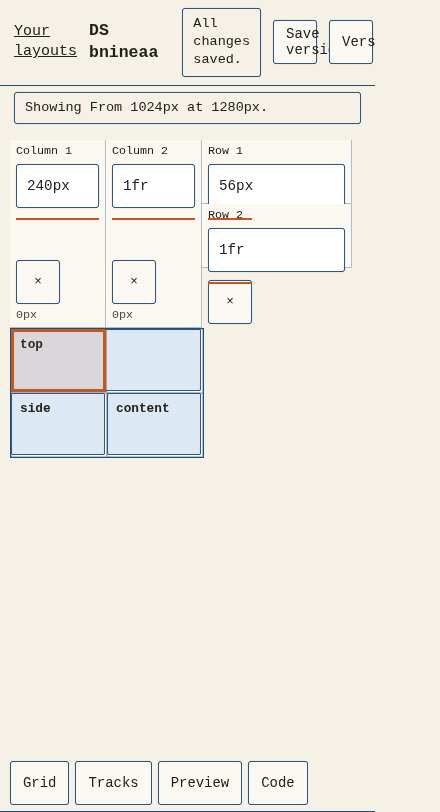 Your layouts
DS bnineaa
All changes saved.
Save
Vers
Showing From 1024px at 1280px.
Column 1
Column 2
Row 1
240px
1fr
56px
Row 2
1fr
×
×
×
0px
0px
top
side
content
Grid
Tracks
Preview
Code